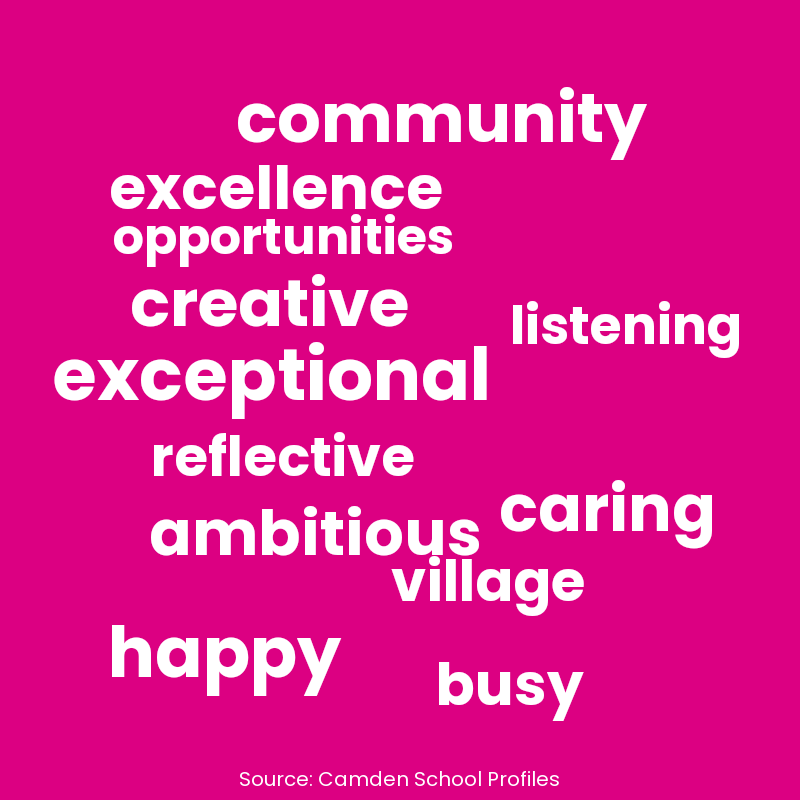 community
excellence
opportunities
creative
listening
exceptional
reflective
caring
ambitious
village
happy
busy
Source: Camden School Profiles